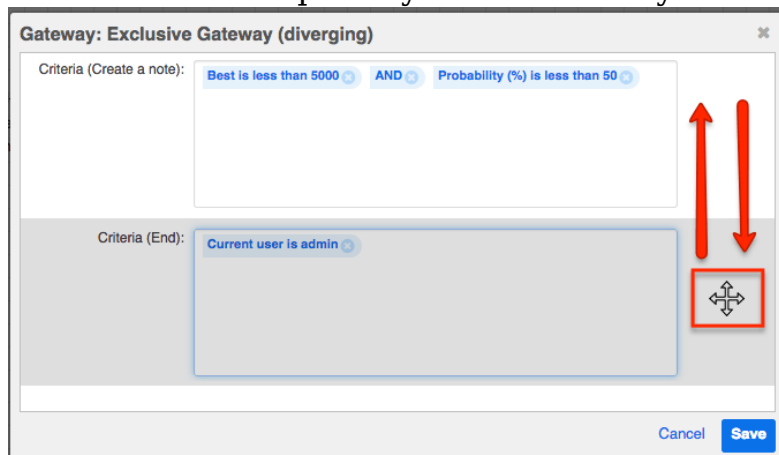 Gateway: Exclusive Gateway (diverging)
Criteria (Create a note):
Best is less than 5000 AND Probability (%) is less than 50
Criteria (End):
Current user is admin
Cancel Save